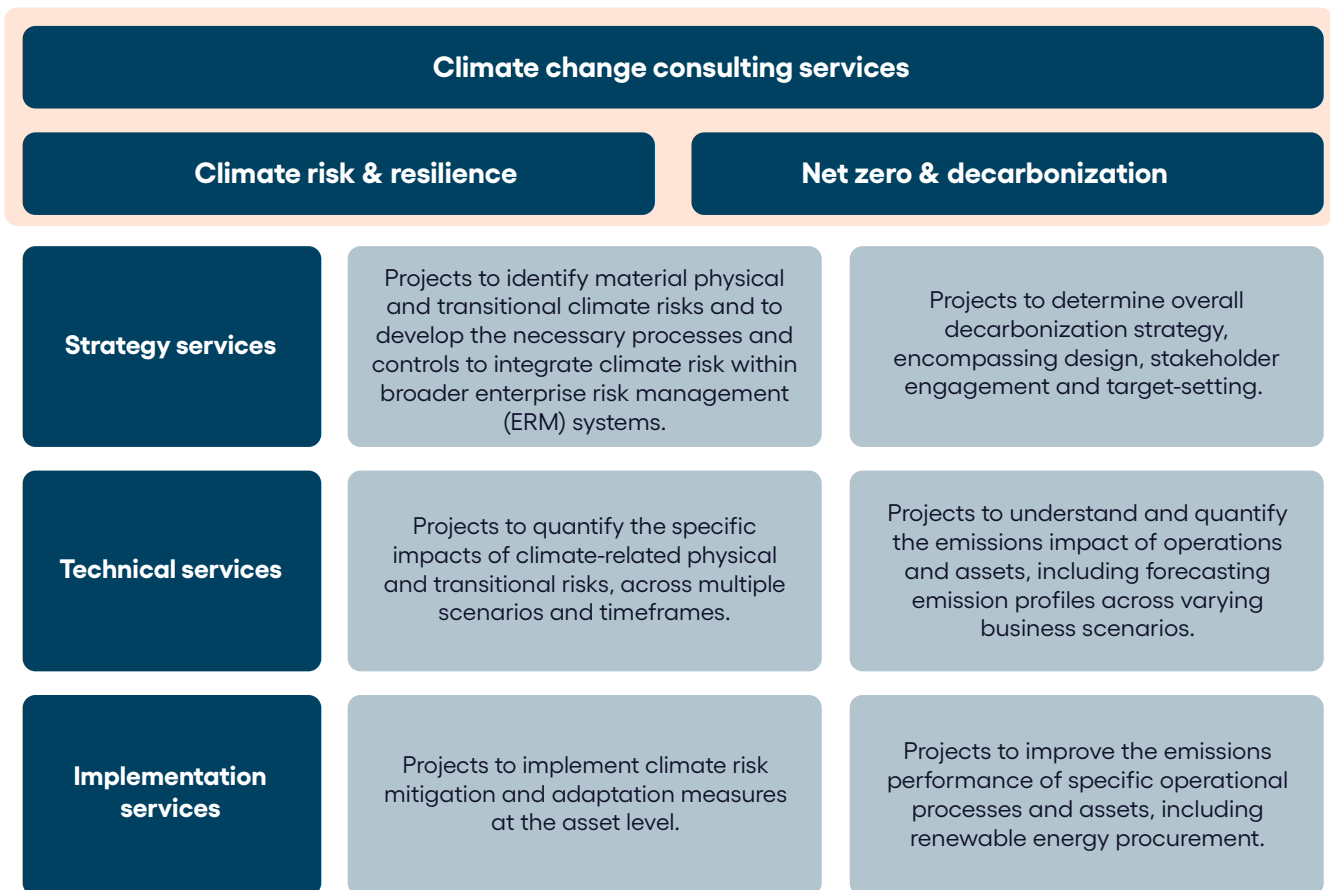 Climate change consulting services
Climate risk & resilience
Net zero & decarbonization
Strategy services
Projects to identify material physical
and transitional climate risks and to
develop the necessary processes and
controls to integrate climate risk within
broader enterprise risk management
(ERM) systems.
Projects to determine overall
decarbonization strategy,
encompassing design, stakeholder
engagement and target-setting.
Technical services
Projects to quantify the specific
impacts of climate-related physical
and transitional risks, across multiple
scenarios and timeframes.
Projects to understand and quantify
the emissions impact of operations
and assets, including forecasting
emission profiles across varying
business scenarios.
Implementation
services
Projects to implement climate risk
mitigation and adaptation measures
at the asset level.
Projects to improve the emissions
performance of specific operational
processes and assets, including
renewable energy procurement.